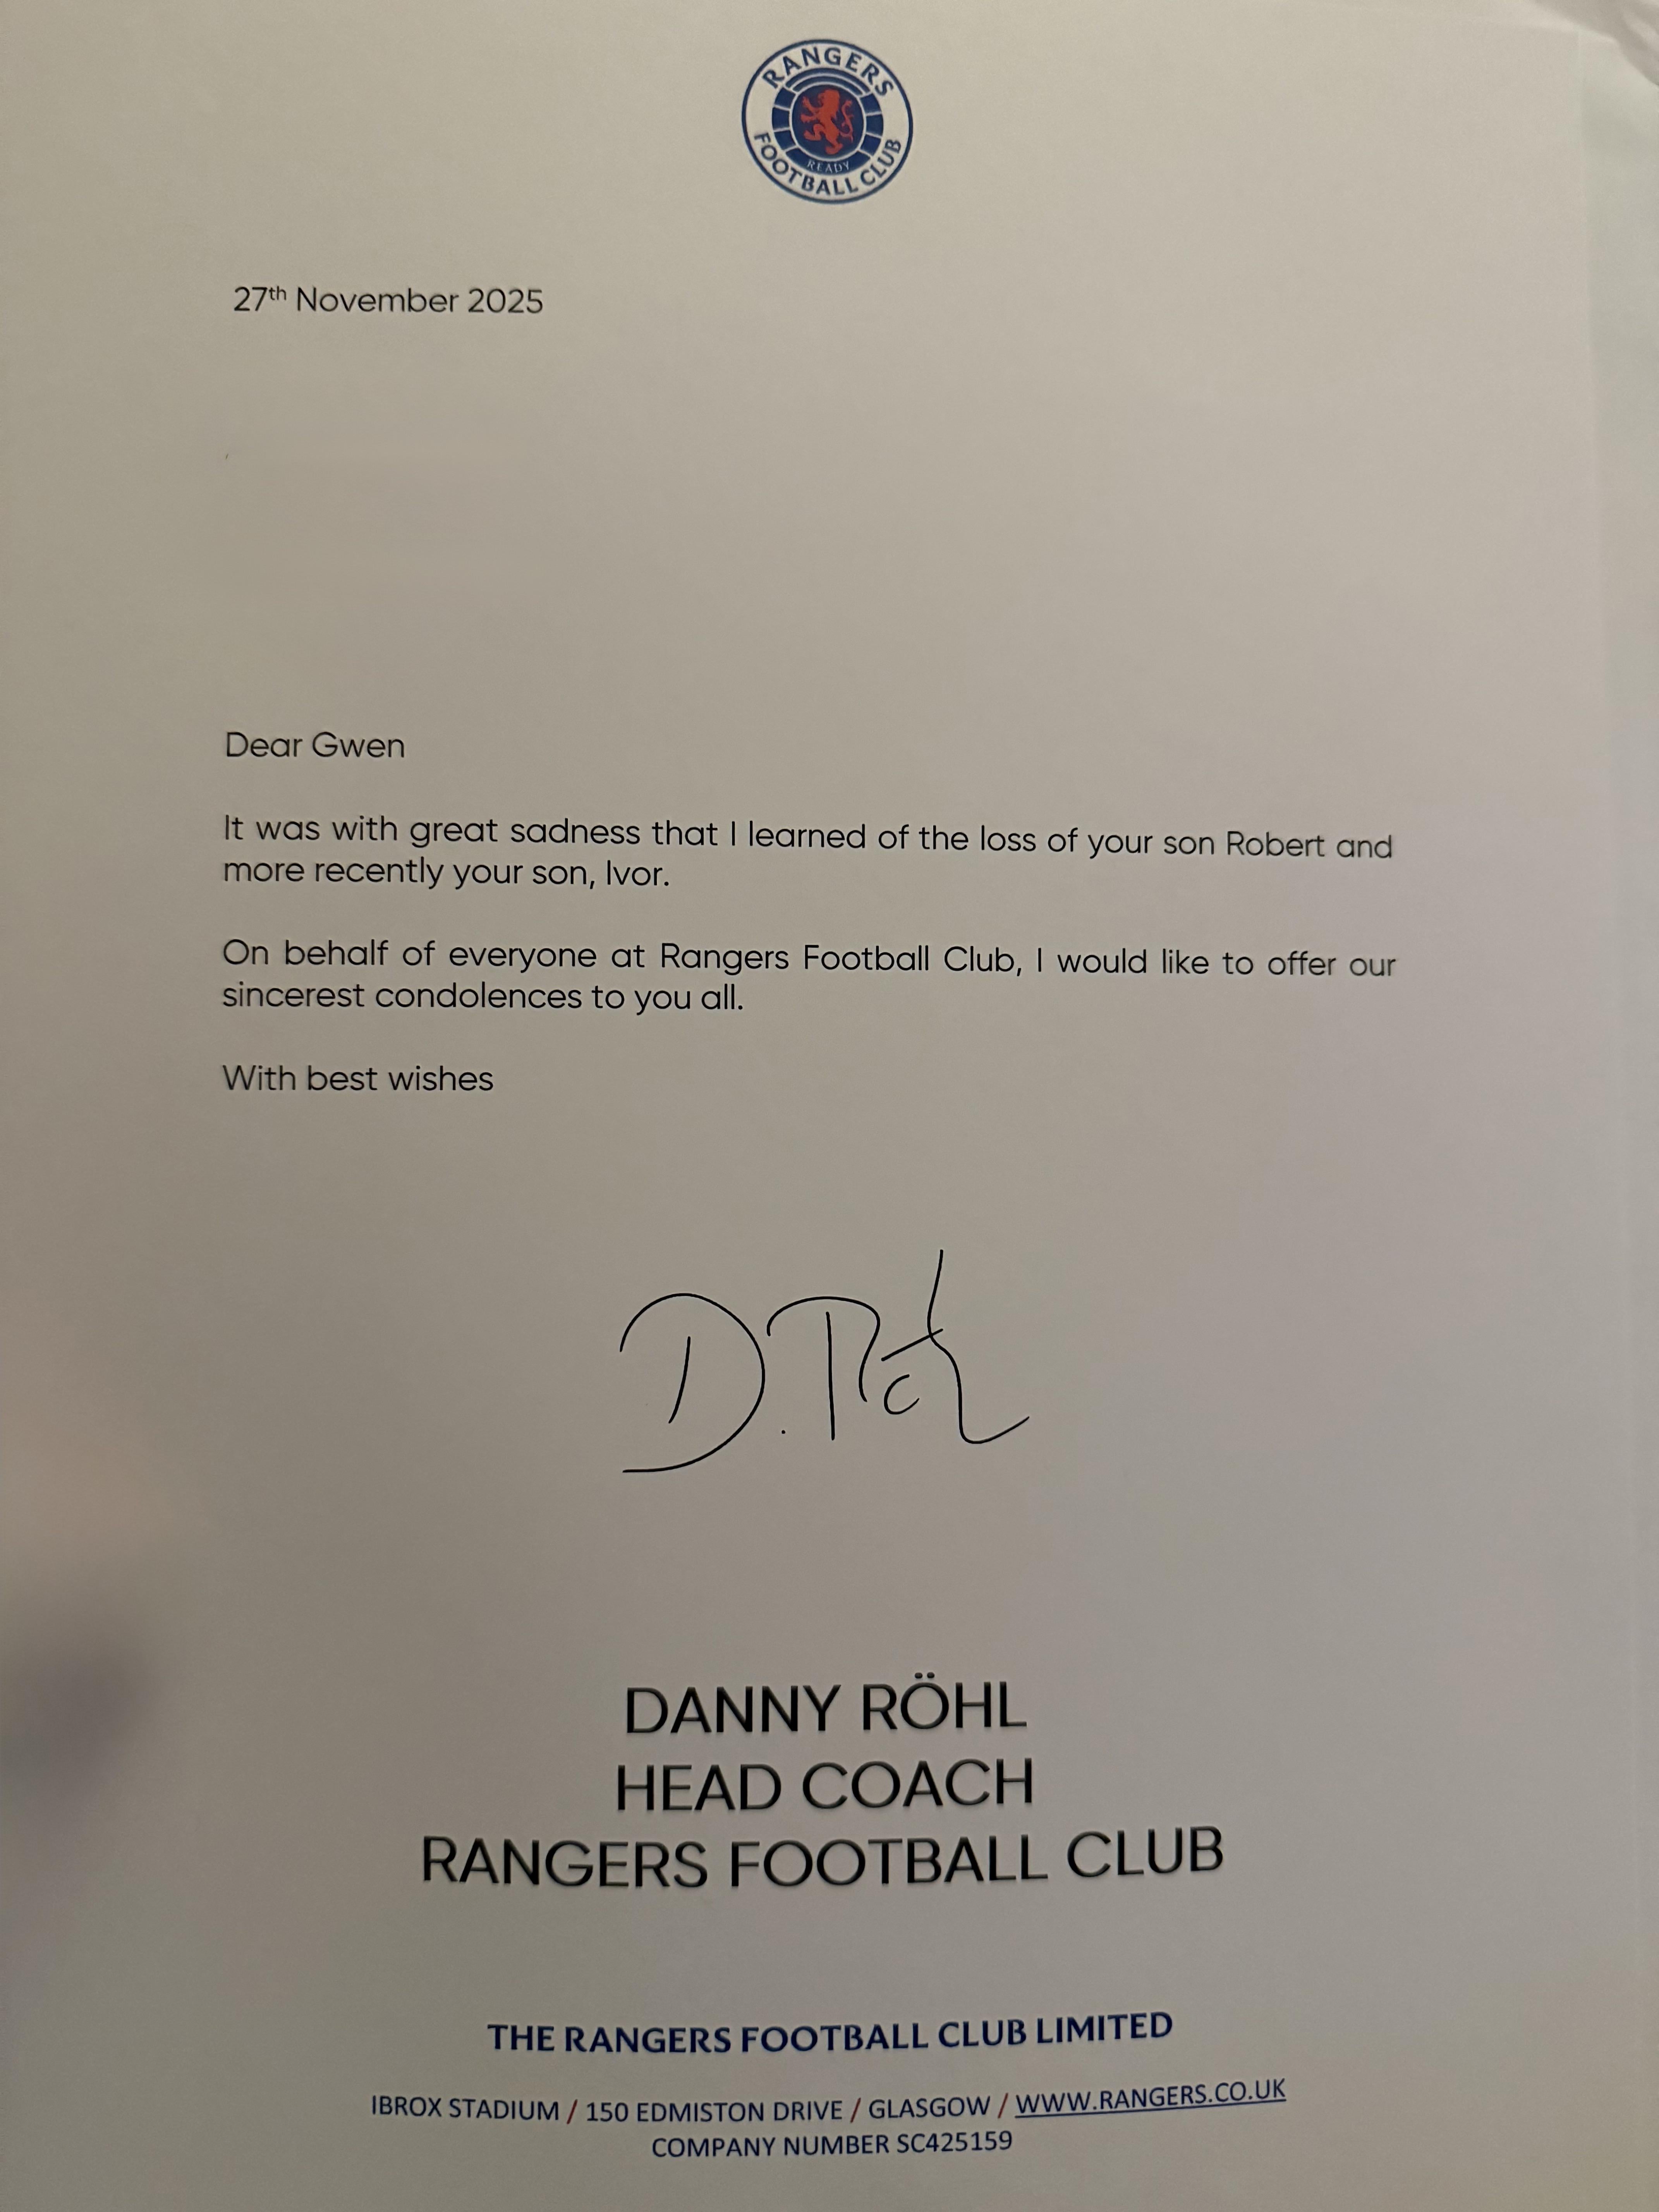 RANGERS
READY
FOOTBALL CLUB
27th November 2025
Dear Gwen
It was with great sadness that I learned of the loss of your son Robert and
more recently your son, Ivor.
On behalf of everyone at Rangers Football Club, I would like to offer our
sincerest condolences to you all.
With best wishes
DANNY RÖHL
HEAD COACH
RANGERS FOOTBALL CLUB
THE RANGERS FOOTBALL CLUB LIMITED
IBROX STADIUM / 150 EDMISTON DRIVE / GLASGOW / WWW.RANGERS.CO.UK
COMPANY NUMBER SC425159